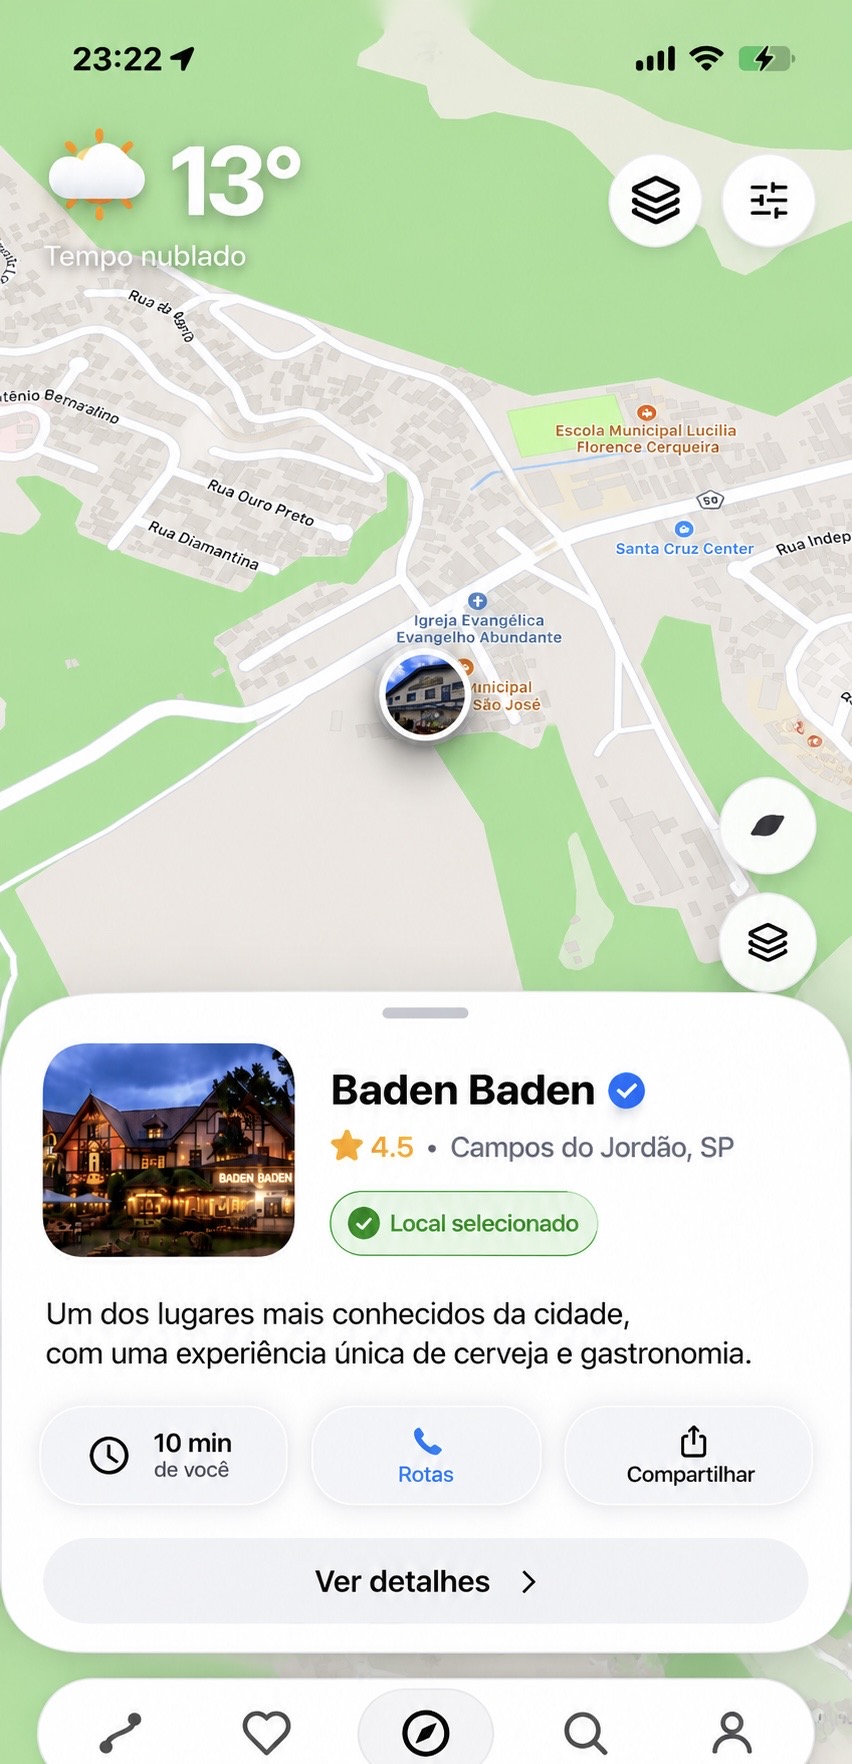 23:22
13°
Tempo nublado
Rua da
Rua Ouro Preto
Rua Diamantina
Escola Municipal Lucilia
Florence Cerqueira
50
Santa Cruz Center
Rua Indep
Igreja Evangélica
Evangelho Abundante
unicipal
São José
BADEN BADEN
Baden Baden
4.5 • Campos do Jordão, SP
Local selecionado
Um dos lugares mais conhecidos da cidade,
com uma experiência única de cerveja e gastronomia.
10 min
de você
Rotas
Compartilhar
Ver detalhes